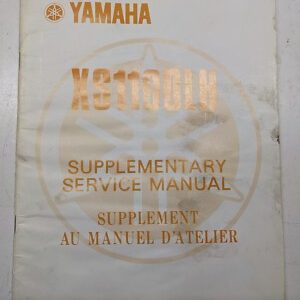 YAMAHA
XS1100LH
SUPPLEMENTARY
SERVICE MANUAL
SUPPLEMENT
AU MANUEL D'ATELIER